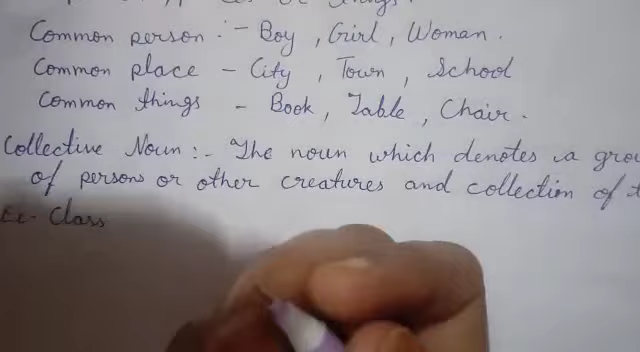 Common person :- Boy , Girl , Woman .
Common place - City , Town , School
Common things - Book, Table , Chair .
Collective Noun :- The noun which denotes a
of persons or other creatures and collection of
Ex- Class